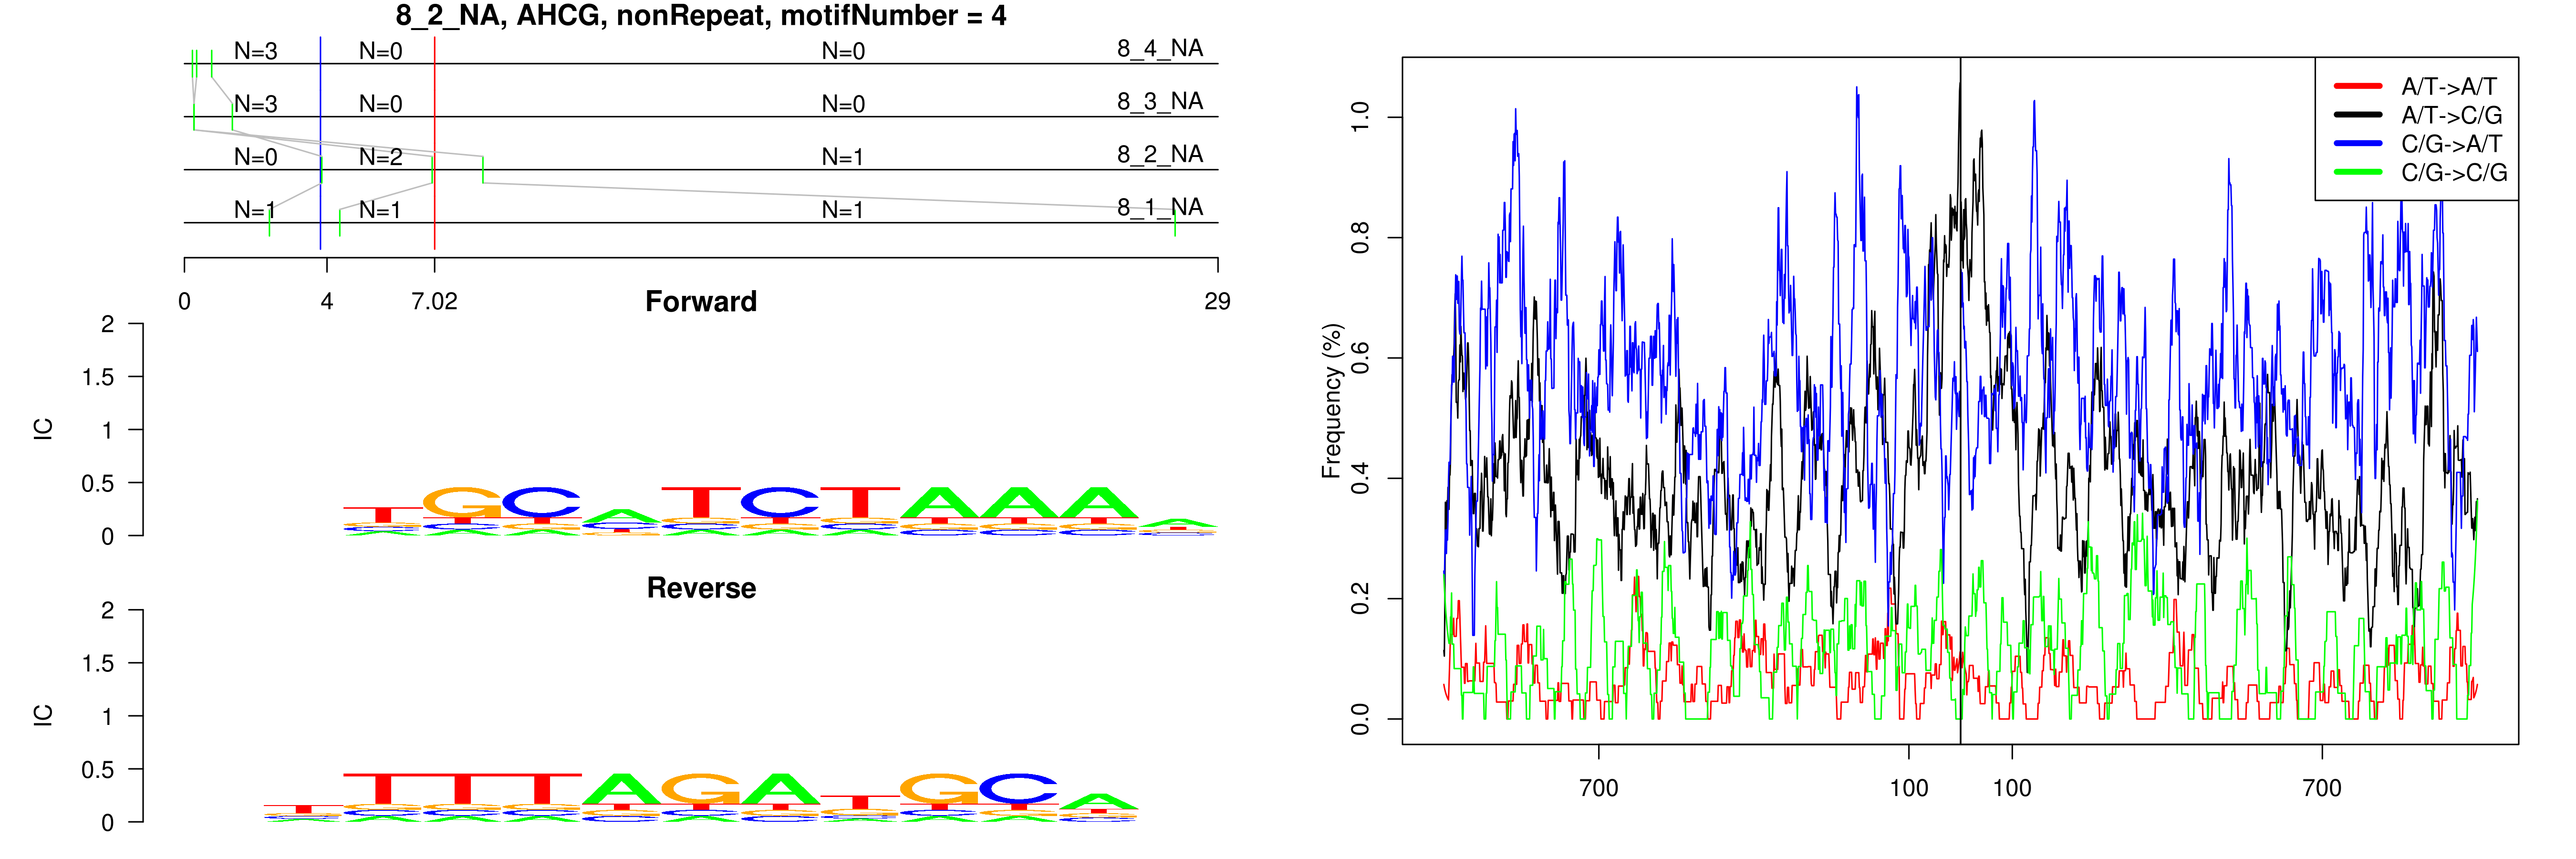 8_2_NA, AHCG, nonRepeat, motifNumber = 4
N=3 N=0 N=0 8_4_NA
N=3 N=0 N=0 8_3_NA
N=0 N=2 N=1 8_2_NA
N=1 N=1 N=1 8_1_NA
0 4 7.02 29
Forward
2
1.5
1
0.5
0
IC
T G C A T C T A A A A
Reverse
2
1.5
1
0.5
0
IC
T T T T A G A T G C A
A/T->A/T
A/T->C/G
C/G->A/T
C/G->C/G
Frequency (%)
1.0
0.8
0.6
0.4
0.2
0.0
700 100 100 700